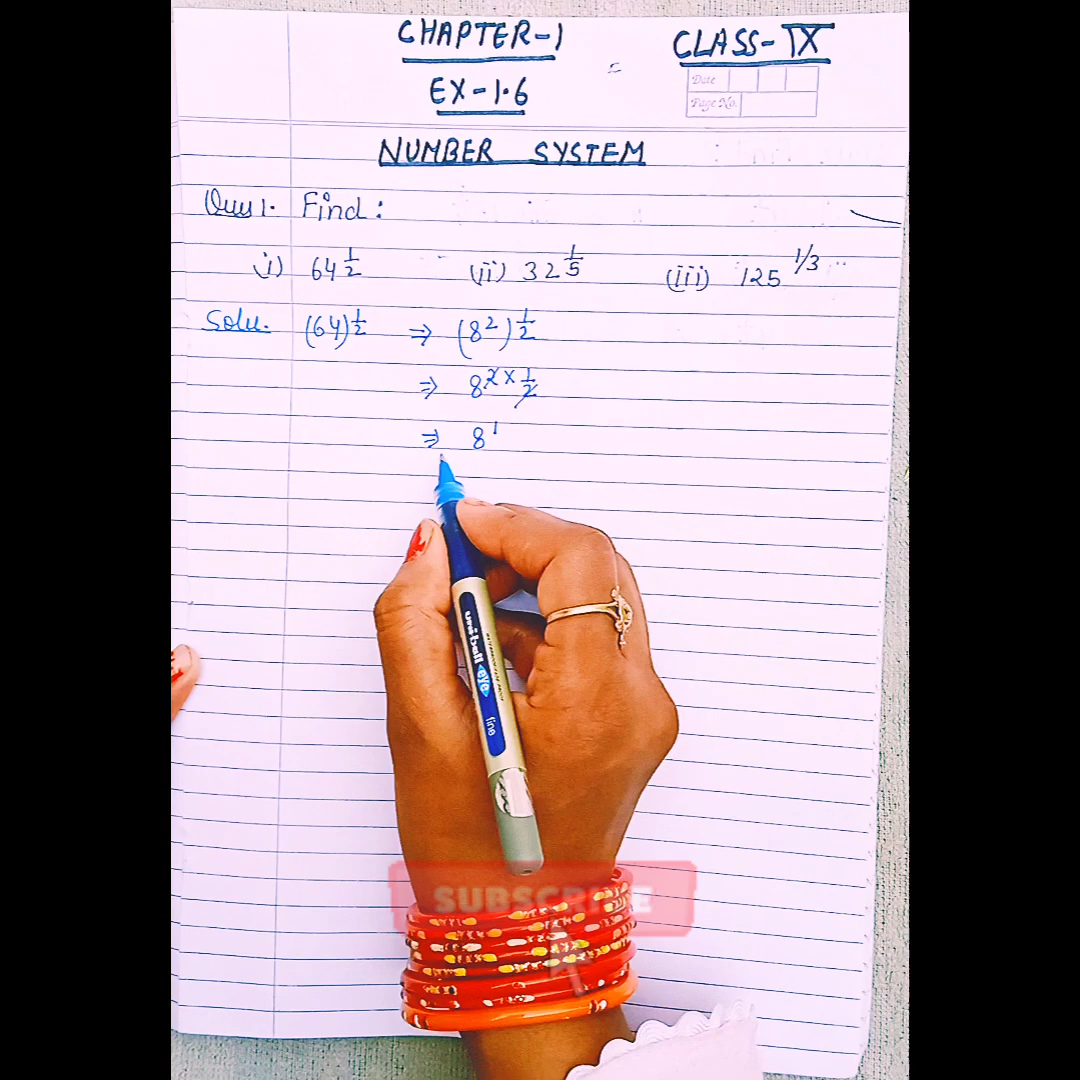 CHAPTER-1 CLASS-IX
EX-1.6
Date
Page No.
NUMBER SYSTEM
Ques 1. Find:
(i) 64^1/2 (ii) 32^1/5 (iii) 125^1/3
Solu. (64)^1/2 ⇒ (8²)^1/2
⇒ 8^2×1/2
⇒ 8^1
uni-ball eye
fine
SUBSCRIBE